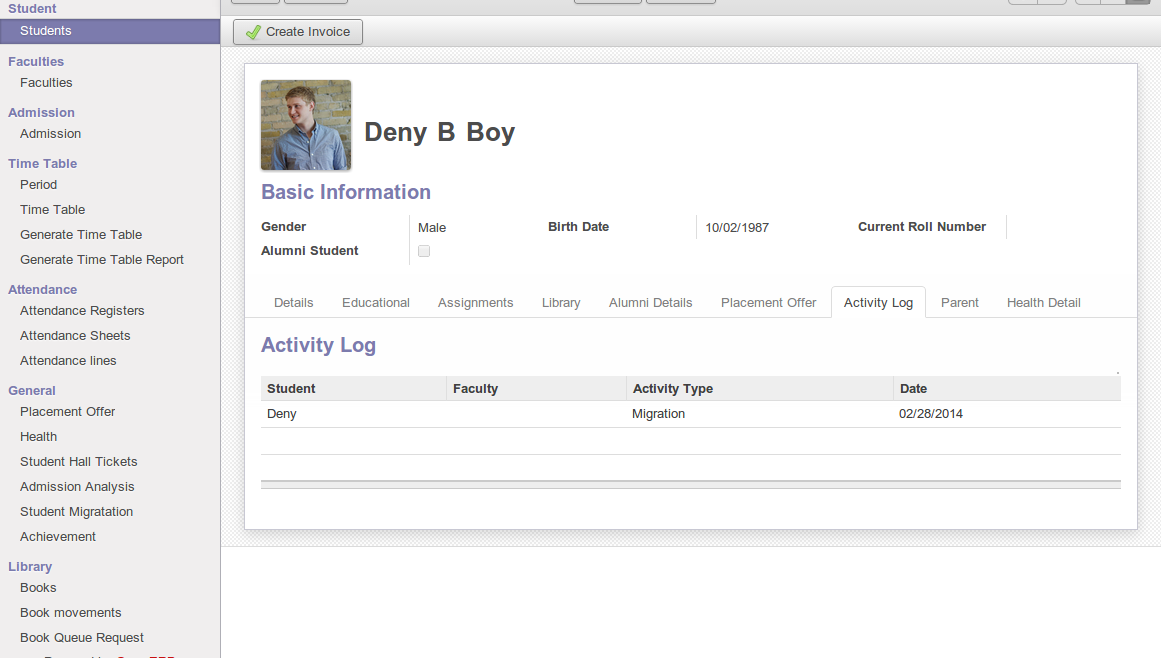 Student
Students
Faculties
Faculties
Admission
Admission
Time Table
Period
Time Table
Generate Time Table
Generate Time Table Report
Attendance
Attendance Registers
Attendance Sheets
Attendance lines
General
Placement Offer
Health
Student Hall Tickets
Admission Analysis
Student Migratation
Achievement
Library
Books
Book movements
Book Queue Request
Create Invoice
Deny B Boy
Basic Information
Gender Male Birth Date 10/02/1987 Current Roll Number
Alumni Student
Details Educational Assignments Library Alumni Details Placement Offer Activity Log Parent Health Detail
Activity Log
Student Faculty Activity Type Date
Deny Migration 02/28/2014